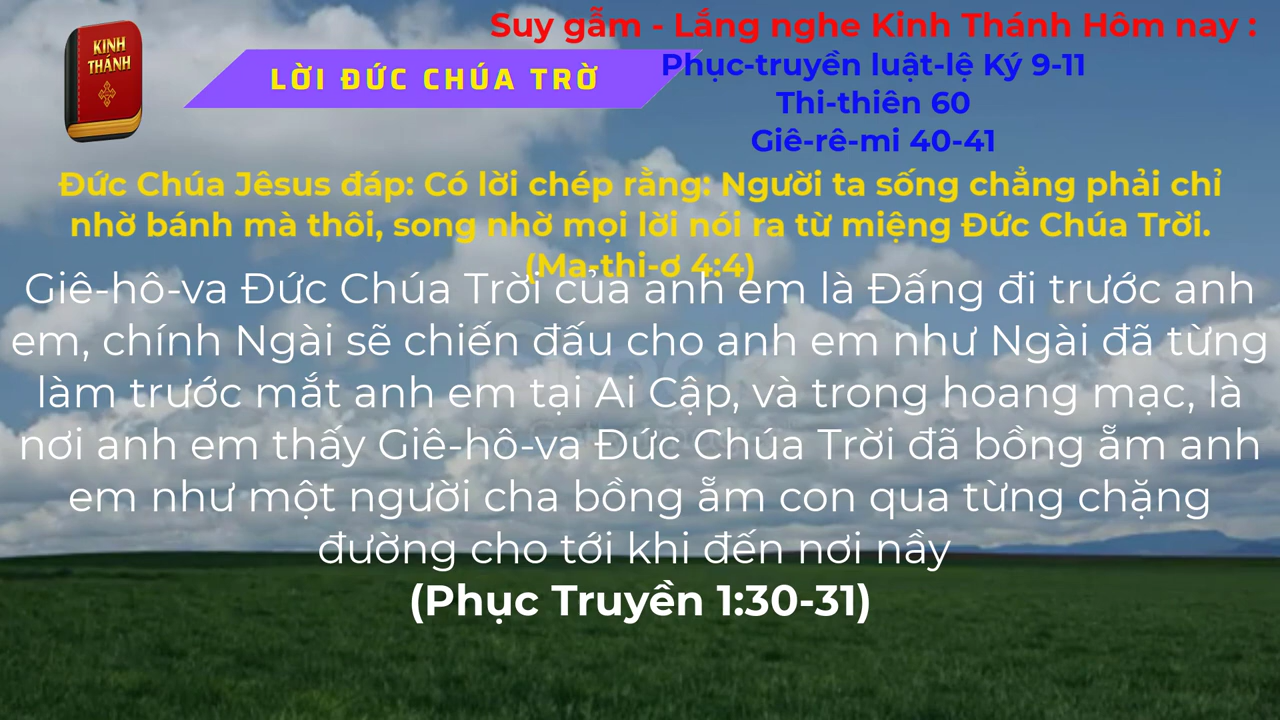 Suy gẫm - Lắng nghe Kinh Thánh Hôm nay :
KINH
THÁNH
LỜI ĐỨC CHÚA TRỜ
Phục-truyền luật-lệ Ký 9-11
Thi-thiên 60
Giê-rê-mi 40-41
Đức Chúa Jêsus đáp: Có lời chép rằng: Người ta sống chẳng phải chỉ
nhờ bánh mà thôi, song nhờ mọi lời nói ra từ miệng Đức Chúa Trời.
(Ma-thi-ơ 4:4)
Giê-hô-va Đức Chúa Trời của anh em là Đấng đi trước anh
em, chính Ngài sẽ chiến đấu cho anh em như Ngài đã từng
làm trước mắt anh em tại Ai Cập, và trong hoang mạc, là
nơi anh em thấy Giê-hô-va Đức Chúa Trời đã bồng ẵm anh
em như một người cha bồng ẵm con qua từng chặng
đường cho tới khi đến nơi nầy
(Phục Truyền 1:30-31)